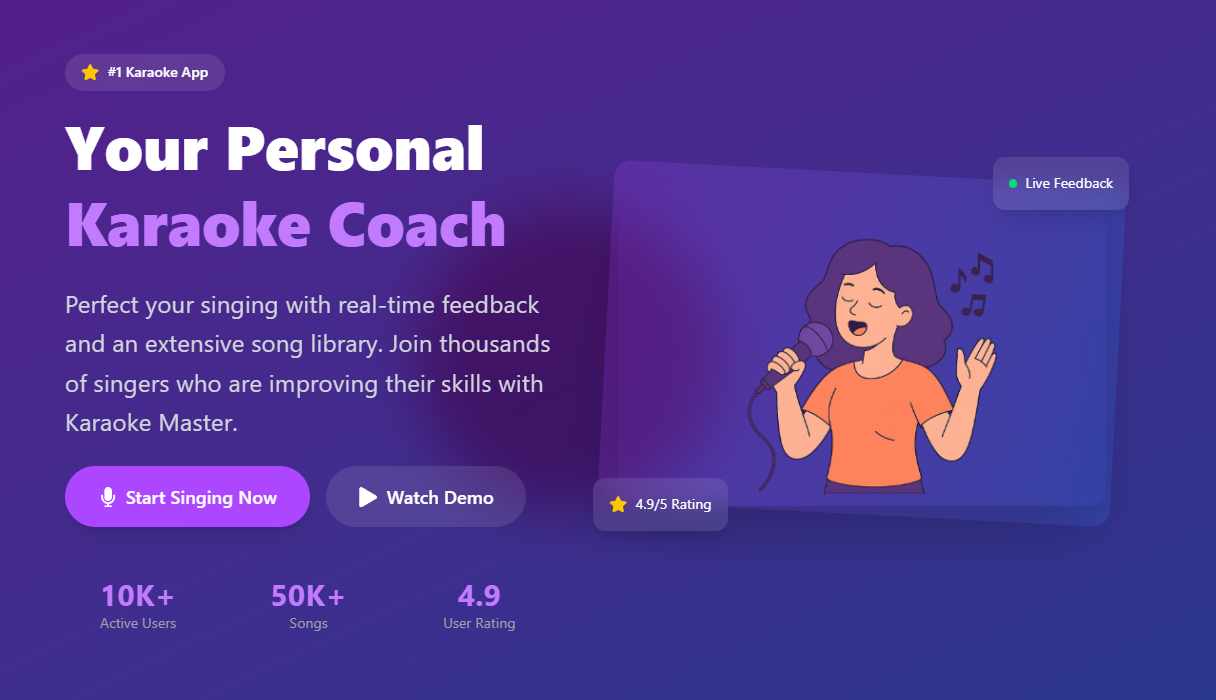 #1 Karaoke App
Your Personal
Karaoke Coach
Perfect your singing with real-time feedback
and an extensive song library. Join thousands
of singers who are improving their skills with
Karaoke Master.
Start Singing Now
Watch Demo
10K+
Active Users
50K+
Songs
4.9
User Rating
Live Feedback
4.9/5 Rating